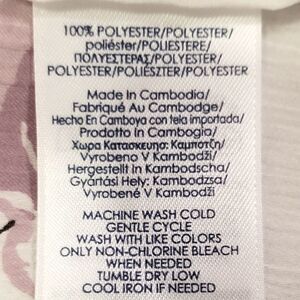 100% POLYESTER/POLYESTER/
poliéster/POLIESTERE/
ΠΟΛΥΕΣΤΕΡΑΣ/POLYESTER/
POLYESTER/POLIÉSZTER/POLYESTER
Made In Cambodia/
Fabriqué Au Cambodge/
Hecho En Camboya con tela importada/
Prodotto In Cambogia/
Χωρα Κατασκευησ: Καμποτζη/
Vyrobeno V Kambodži/
Hergestellt in Kambodscha/
Gyártási Hely: Kambodzsa/
Vyrobené V Kambodži
MACHINE WASH COLD
GENTLE CYCLE
WASH WITH LIKE COLORS
ONLY NON-CHLORINE BLEACH
WHEN NEEDED
TUMBLE DRY LOW
COOL IRON IF NEEDED